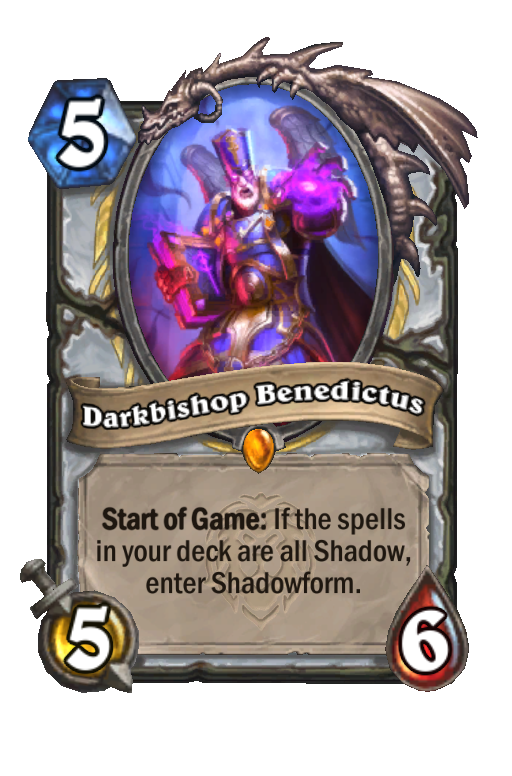 5
Darkbishop Benedictus
Start of Game: If the spells
in your deck are all Shadow,
enter Shadowform.
5
6